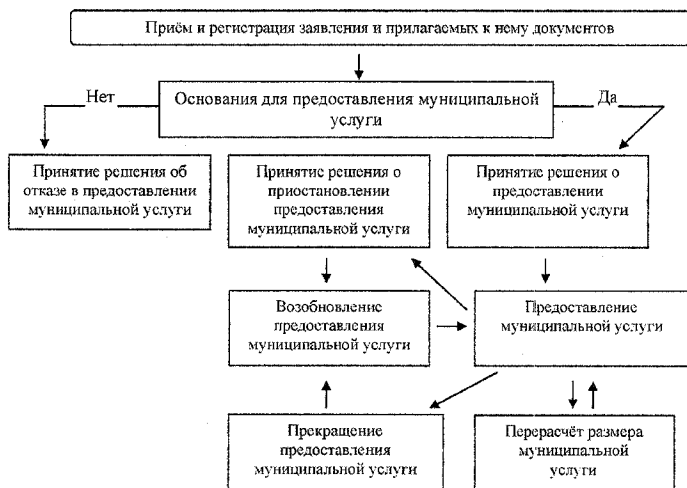 Приём и регистрация заявления и прилагаемых к нему документов
Нет
Основания для предоставления муниципальной
услуги
Да
Принятие решения об
отказе в предоставлении
муниципальной услуги
Принятие решения о
приостановлении
предоставления
муниципальной услуги
Принятие решения о
предоставлении
муниципальной услуги
Возобновление
предоставления
муниципальной услуги
Предоставление
муниципальной услуги
Прекращение
предоставления
муниципальной услуги
Перерасчёт размера
муниципальной
услуги